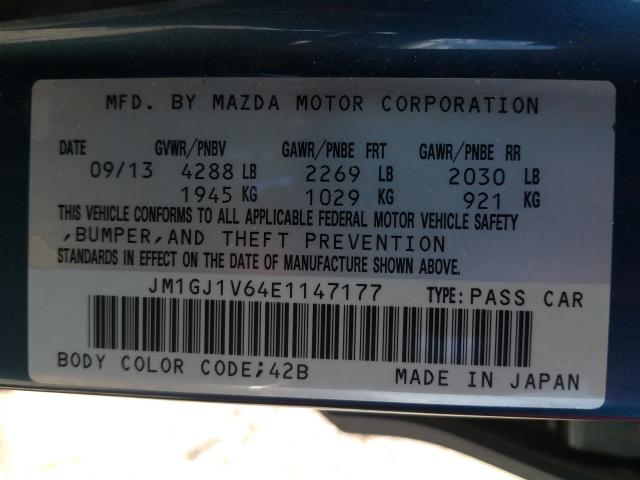 MFD. BY MAZDA MOTOR CORPORATION
DATE GVWR/PNBV GAWR/PNBE FRT GAWR/PNBE RR
09/13 4288 LB 2269 LB 2030 LB
1945 KG 1029 KG 921 KG
THIS VEHICLE CONFORMS TO ALL APPLICABLE FEDERAL MOTOR VEHICLE SAFETY
,BUMPER,AND THEFT PREVENTION
STANDARDS IN EFFECT ON THE DATE OF MANUFACTURE SHOWN ABOVE.
JM1GJ1V64E1147177 TYPE: PASS CAR
BODY COLOR CODE;42B MADE IN JAPAN